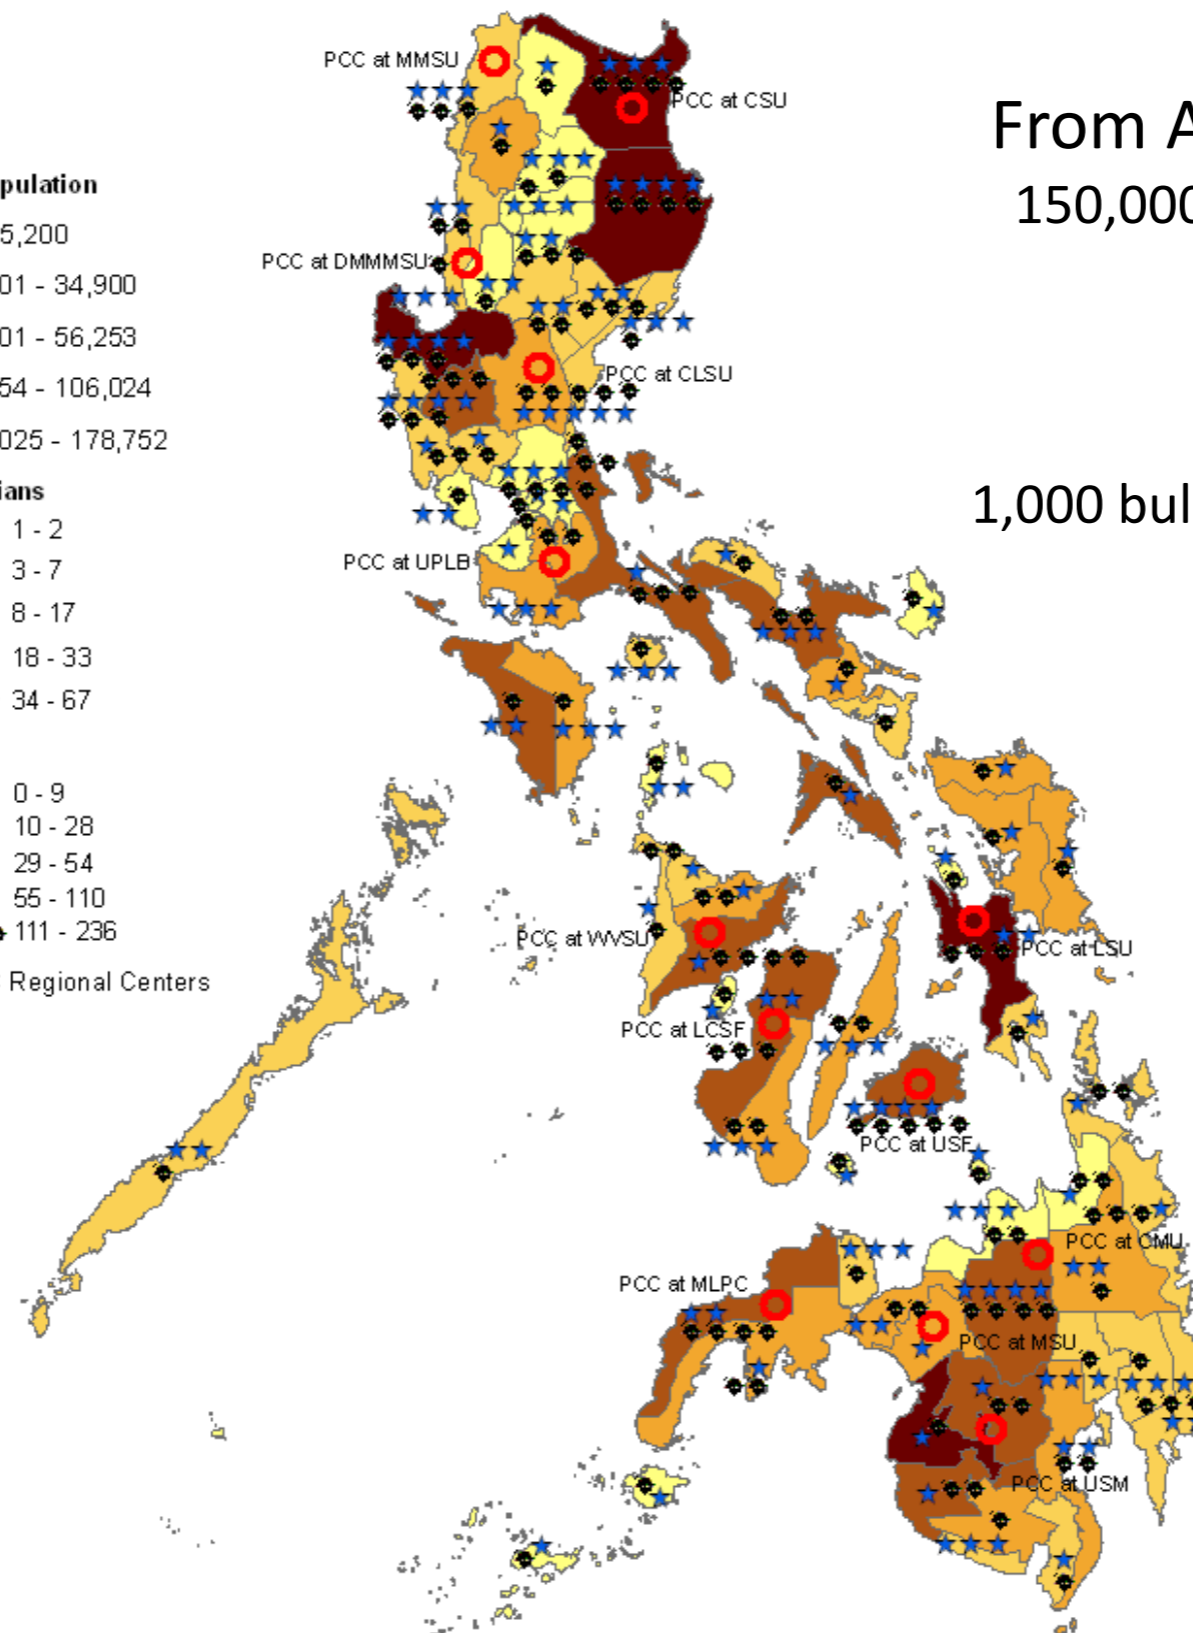 PCC at MMSU
PCC at CSU
From A
150,000
pulation
5,200
01 - 34,900
01 - 56,253
54 - 106,024
025 - 178,752
ians
1 - 2
3 - 7
8 - 17
18 - 33
34 - 67
0 - 9
10 - 28
29 - 54
55 - 110
111 - 236
Regional Centers
PCC at DMMMSU
PCC at CLSU
1,000 bul
PCC at UPLB
PCC at WVSU
PCC at LSU
PCC at LCSF
PCC at USF
PCC at CMU
PCC at MLPC
PCC at MSU
PCC at USM